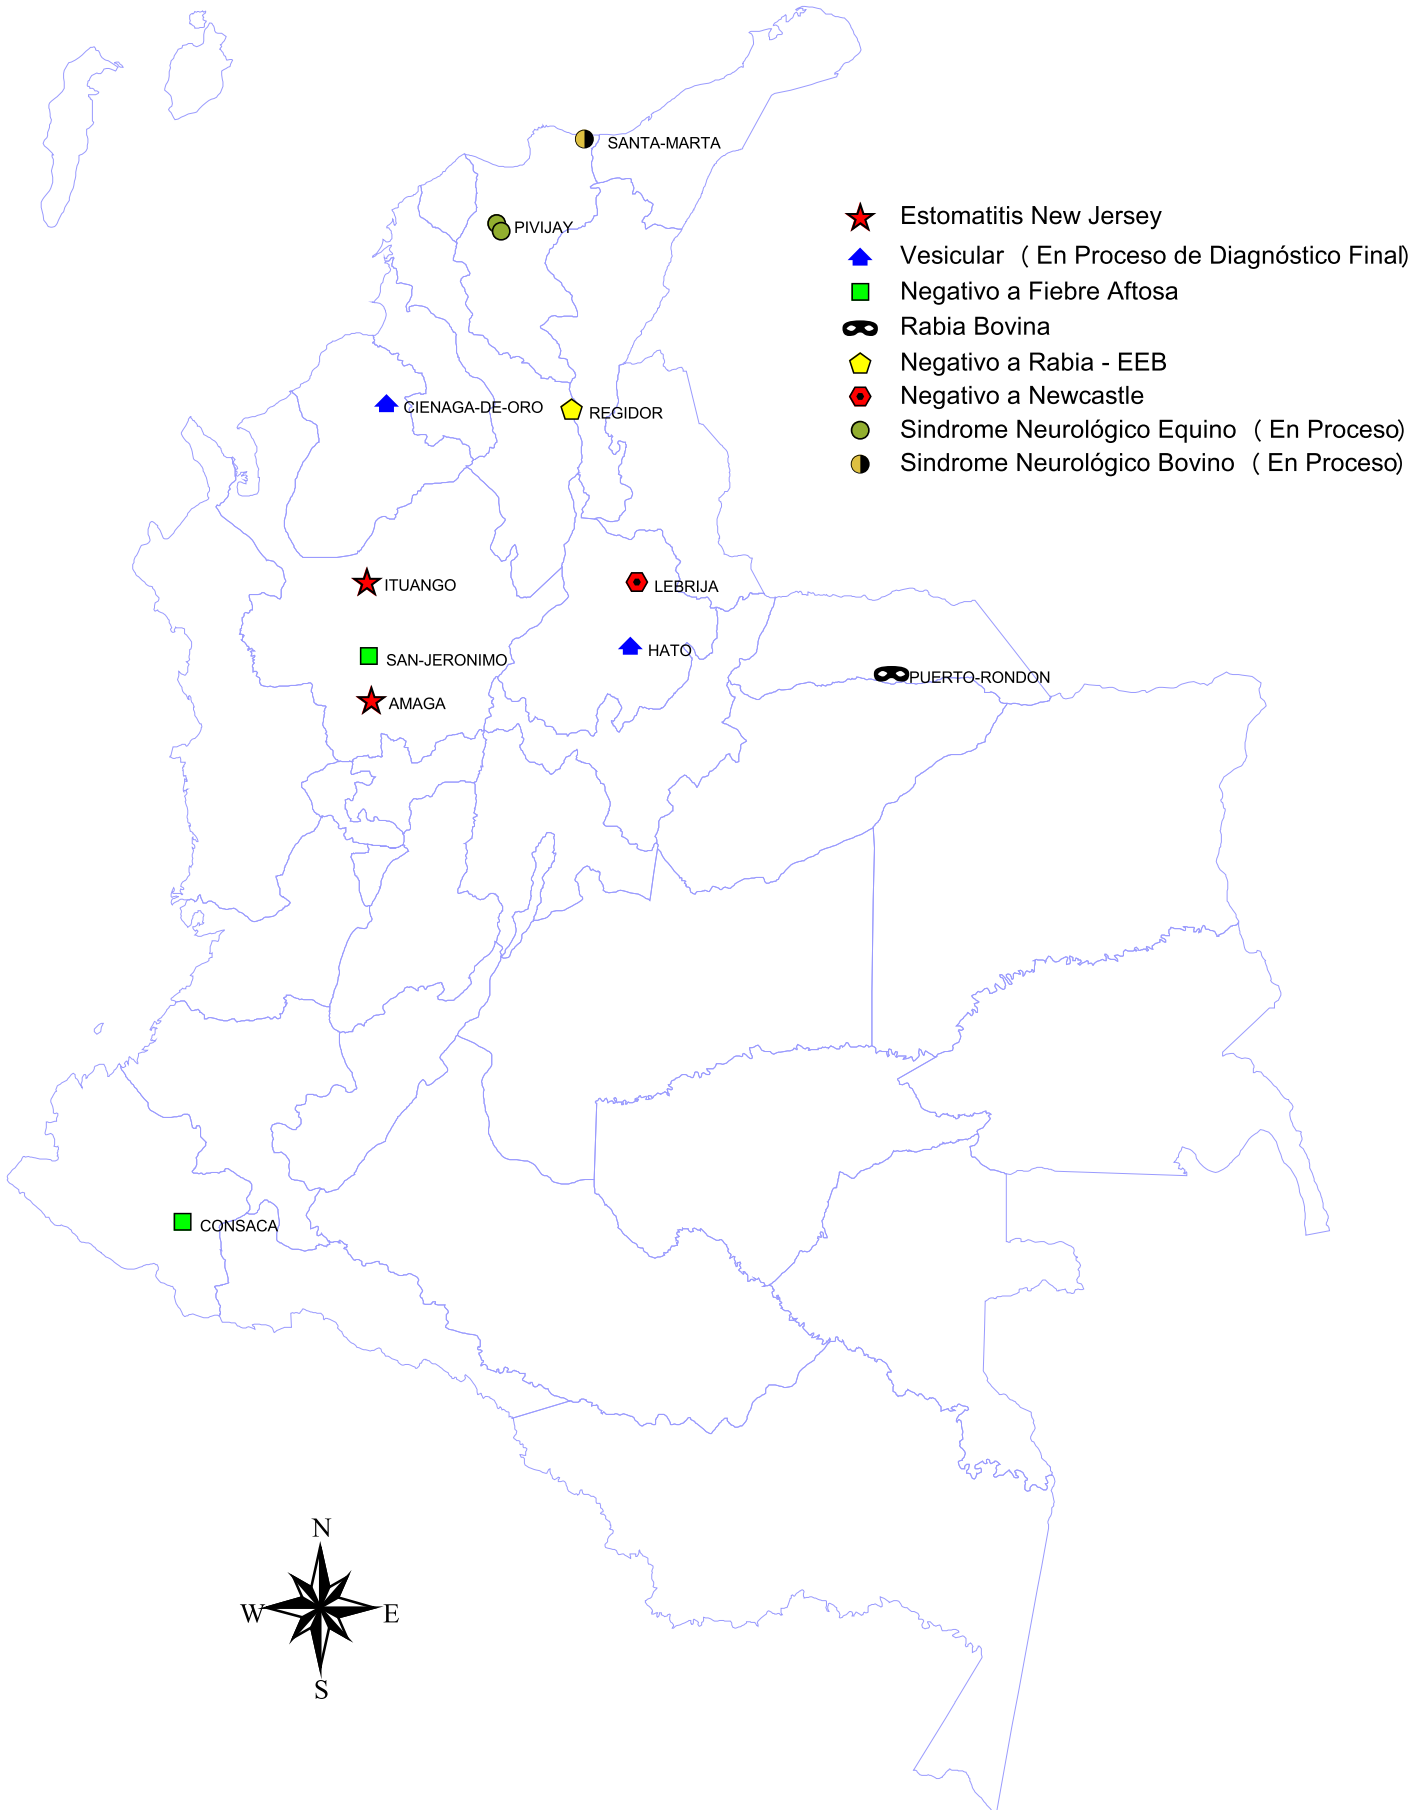 SANTA-MARTA
PIVIJAY
Estomatitis New Jersey
Vesicular ( En Proceso de Diagnóstico Final)
Negativo a Fiebre Aftosa
Rabia Bovina
Negativo a Rabia - EEB
Negativo a Newcastle
Sindrome Neurológico Equino ( En Proceso)
Sindrome Neurológico Bovino ( En Proceso)
CIENAGA-DE-ORO
REGIDOR
ITUANGO
LEBRIJA
SAN-JERONIMO
HATO
PUERTO-RONDON
AMAGA
CONSACA
N
W
E
S